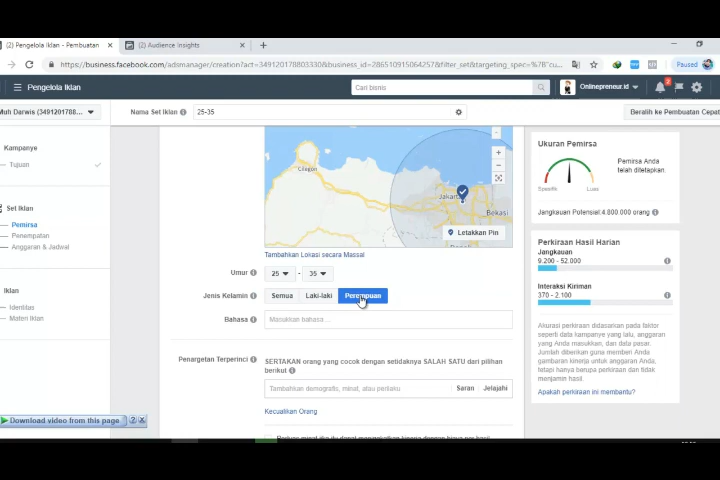 (2) Pengelola Iklan - Pembuatan
(2) Audience Insights
https://business.facebook.com/adsmanager/creation?act=349120178803330&business_id=286510915064257&filter_set&targeting_spec=%7B"cu...
Paused
Pengelola Iklan
Cari bisnis
Onlinepreneur.id
Muh Darwis (3491201788...
Nama Set Iklan
25-35
Beralih ke Pembuatan Cepat
Kampanye
Tujuan
Set Iklan
Pemirsa
Penempatan
Anggaran & Jadwal
Iklan
Identitas
Materi Iklan
Cilegon
Jakarta
Bekasi
Letakkan Pin
Tambahkan Lokasi secara Massal
Umur
25 - 35
Jenis Kelamin
Semua Laki-laki Perempuan
Bahasa
Masukkan bahasa ...
Penargetan Terperinci
SERTAKAN orang yang cocok dengan setidaknya SALAH SATU dari pilihan
berikut
Tambahkan demografis, minat, atau perilaku
Saran
Jelajahi
Kecualikan Orang
Ukuran Pemirsa
Spesifik
Luas
Pemirsa Anda
telah ditetapkan.
Jangkauan Potensial:4.800.000 orang
Perkiraan Hasil Harian
Jangkauan
9.200 - 52.000
Interaksi Kiriman
370 - 2.100
Akurasi perkiraan didasarkan pada faktor
seperti data kampanye yang lalu, anggaran
yang Anda masukkan, dan data pasar.
Jumlah diberikan guna memberi Anda
gambaran kinerja untuk anggaran Anda,
tetapi hanya berupa perkiraan dan tidak
menjamin hasil.
Apakah perkiraan ini membantu?
Download video from this page